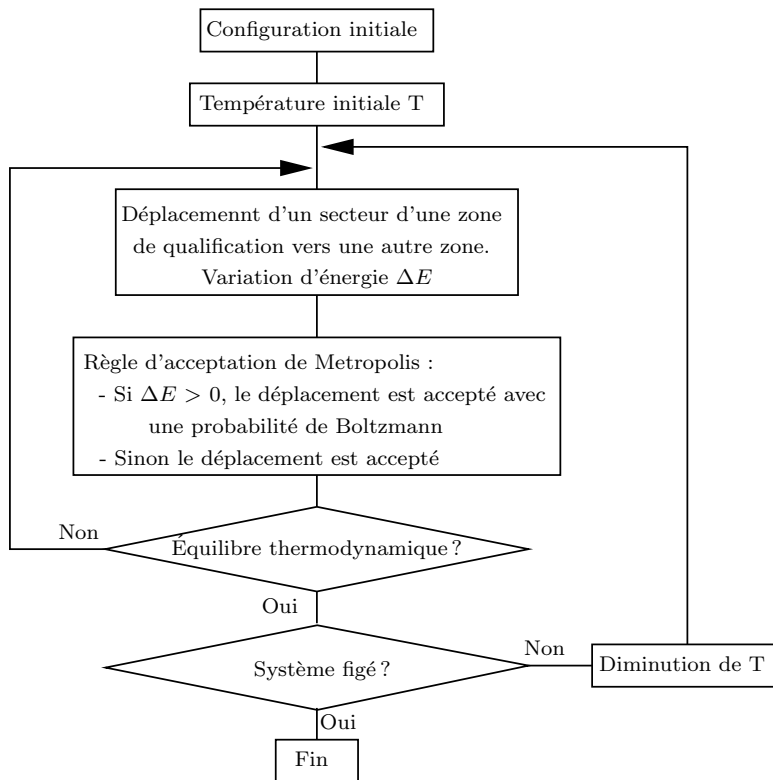 Configuration initiale
Température initiale T
Déplacemennt d'un secteur d'une zone
de qualification vers une autre zone.
Variation d'énergie ΔE
Règle d'acceptation de Metropolis :
- Si ΔE > 0, le déplacement est accepté avec
une probabilité de Boltzmann
- Sinon le déplacement est accepté
Non
Équilibre thermodynamique ?
Oui
Système figé ?
Non
Diminution de T
Oui
Fin